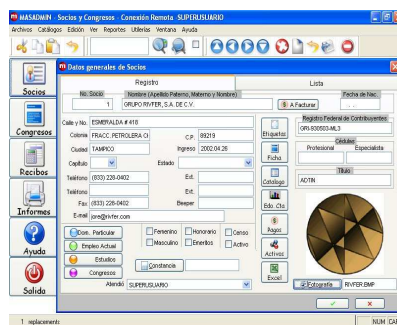 MASADMIN - Socios y Congresos - Conexión Remota -SUPERUSUARIO
Archivos Catálogos Edición Ver Reportes Utilerías Ventana Ayuda
Datos generales de Socios
Registro Lista
No. Socio Nombre (Apellido Paterno, Materno y Nombre) Fecha de Nac.
1 GRUPO RIVFER, S.A. DE C.V. A Facturar
Calle y No. ESMERALDA # 418
Colonia FRACC. PETROLERA CI C.P. 89219
Ciudad TAMPICO Ingreso 2002.04.28
Capítulo Estado
Teléfono (833) 228-0402 Ext.
Teléfono Ext.
Fax (833) 228-0402 Beeper
E-mail jore@rivfer.com
Dom. Particular
Empleo Actual
Estudios
Congresos
Femenino Honorario Censo
Masculino Emeritos Activo
Constancia
Atendió SUPERUSUARIO
Etiquetas
Ficha
Catalogo
Edo .Cta
Pagos
Activos
Excel
Registro Federal de Contribuyentes
GRI-930503-ML3
Cédulas
Profesional Especialista
Título
ADTIN
Fotografía RIVFER.BMP
Socios
Congresos
Recibos
Informes
Ayuda
Salida
1 replacements NUM CAP